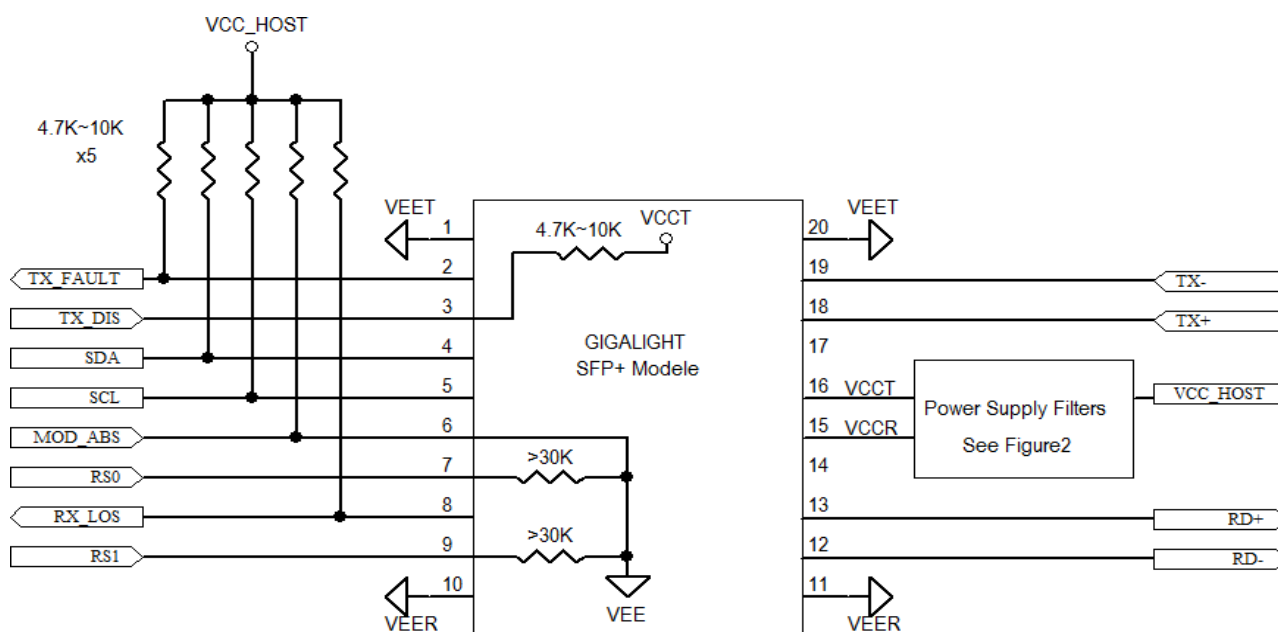 VCC_HOST
4.7K~10K
x5
VEET
1
4.7K~10K
VCCT
20
VEET
TX_FAULT
2
19
TX-
TX_DIS
3
18
TX+
GIGALIGHT
SFP+ Modele
SDA
4
17
SCL
5
16
VCCT
Power Supply Filters
See Figure2
VCC_HOST
MOD_ABS
6
15
VCCR
RS0
7
>30K
14
RX_LOS
8
13
RD+
RS1
9
>30K
12
RD-
10
VEER
VEE
11
VEER